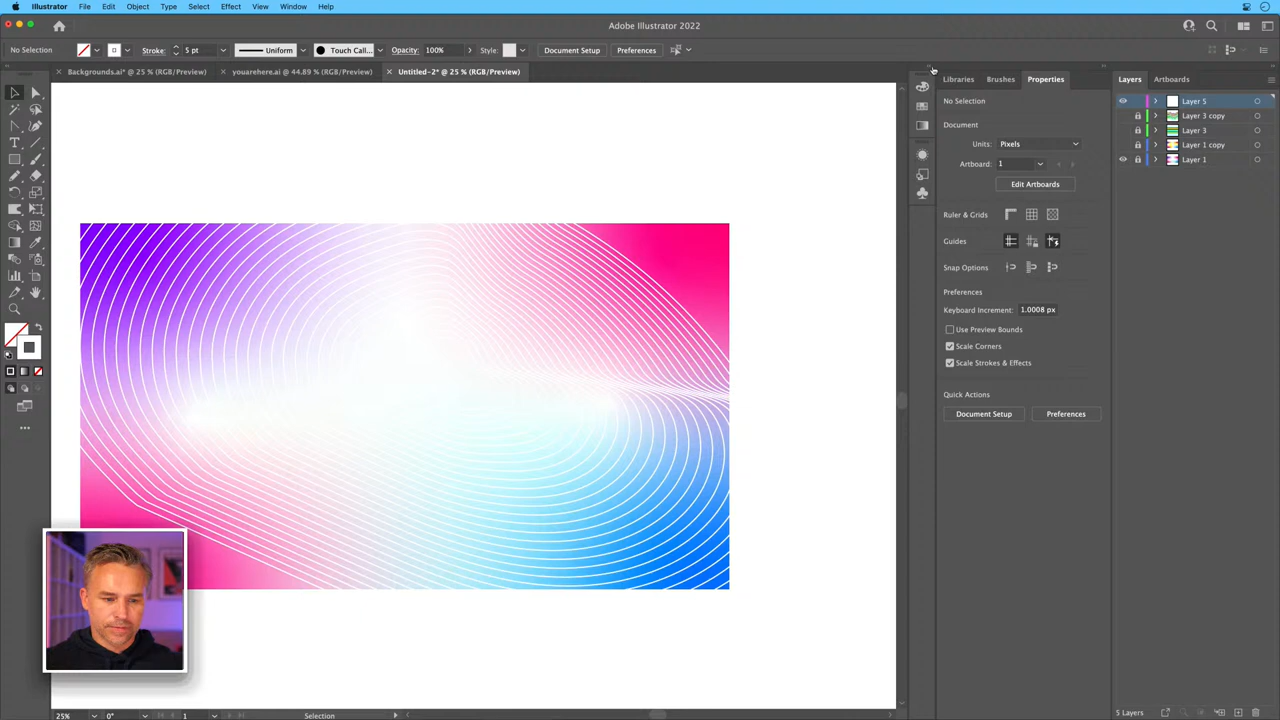 Illustrator File Edit Object Type Select Effect View Window Help
Adobe Illustrator 2022
No Selection Stroke: 5 pt Uniform Touch Call... Opacity: 100% Style: Document Setup Preferences
Backgrounds.ai* @ 25 % (RGB/Preview) youarehere.ai @ 44.89 % (RGB/Preview) Untitled-2* @ 25 % (RGB/Preview)
Libraries Brushes Properties Layers Artboards
No Selection Layer 5
Layer 3 copy
Document
Layer 3
Units: Pixels Layer 1 copy
Artboard: 1 Layer 1
Edit Artboards
Ruler & Grids
Guides
Snap Options
Preferences
Keyboard Increment: 1.0008 px
Use Preview Bounds
Scale Corners
Scale Strokes & Effects
Quick Actions
Document Setup Preferences
25% 0° 1 Selection 5 Layers